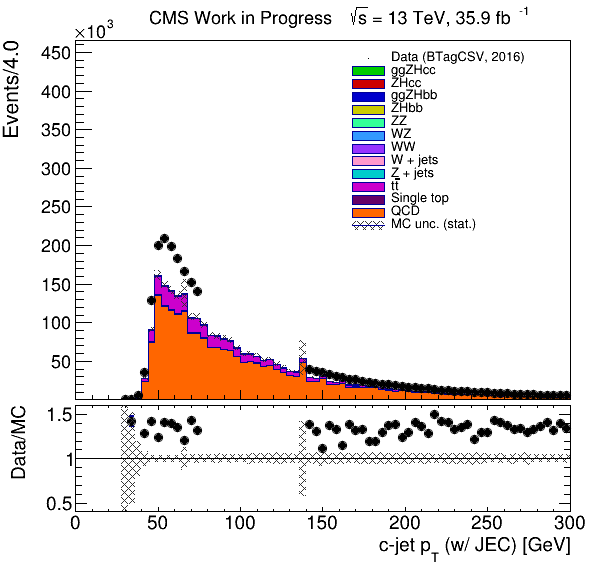 CMS Work in Progress √s = 13 TeV, 35.9 fb⁻¹
×10³
Events/4.0
450
400
350
300
250
200
150
100
50
Data (BTagCSV, 2016)
ggZHcc
ZHcc
ggZHbb
ZHbb
ZZ
WZ
WW
W + jets
Z + jets
tt̅
Single top
QCD
MC unc. (stat.)
Data/MC
1.5
1
0.5
0 50 100 150 200 250 300
c-jet p_T (w/ JEC) [GeV]